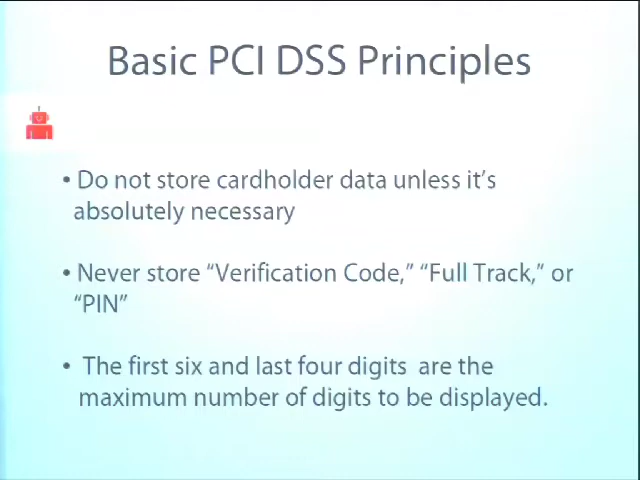 Basic PCI DSS Principles
• Do not store cardholder data unless it's
absolutely necessary
• Never store “Verification Code,” “Full Track,” or
“PIN”
• The first six and last four digits are the
maximum number of digits to be displayed.